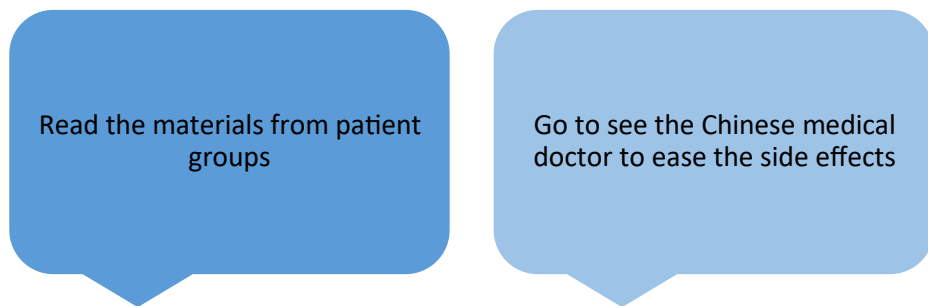 Read the materials from patient
groups
Go to see the Chinese medical
doctor to ease the side effects